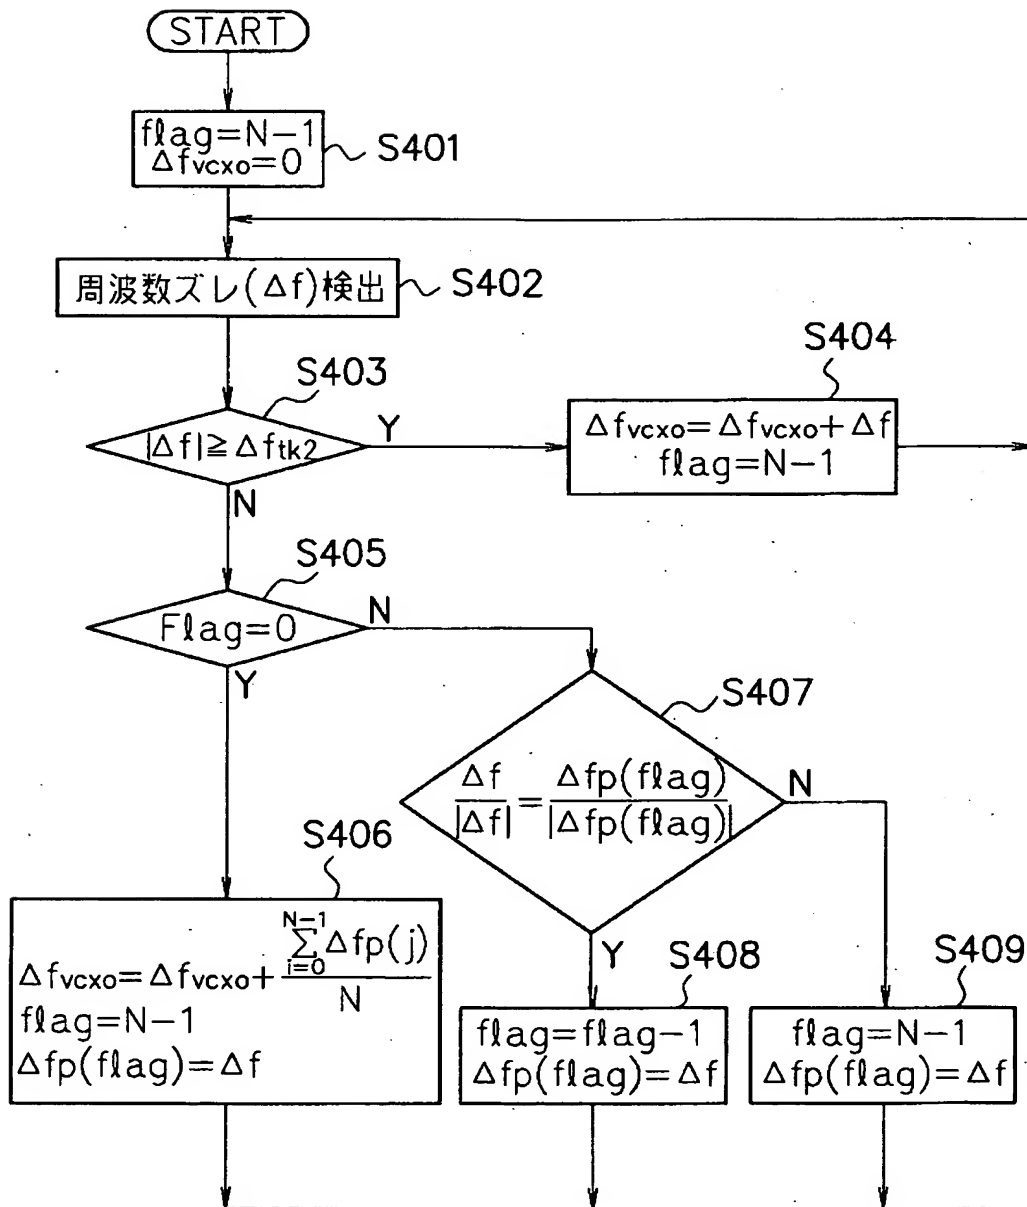 START
flag=N-1
Δfvcxo=0
S401
周波数ズレ(Δf)検出
S402
S403
|Δf|≧Δftk2
Y
N
S404
Δfvcxo=Δfvcxo+Δf
flag=N-1
S405
Flag=0
N
Y
S407
Δf/|Δf|=Δfp(flag)/|Δfp(flag)|
N
Y
S406
Δfvcxo=Δfvcxo+∑_{i=0}^{N-1}Δfp(j)/N
flag=N-1
Δfp(flag)=Δf
S408
flag=flag-1
Δfp(flag)=Δf
S409
flag=N-1
Δfp(flag)=Δf